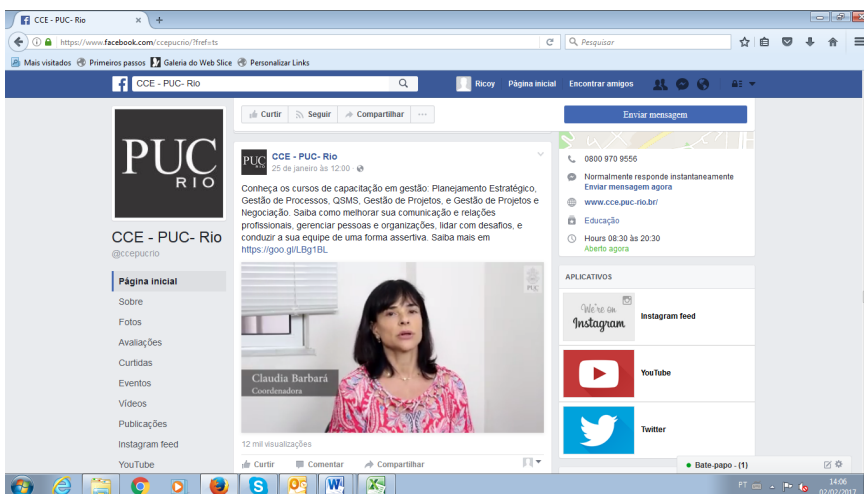 CCE - PUC- Rio
https://www.facebook.com/ccepucrio/?fref=ts
Pesquisar
Mais visitados
Primeiros passos
Galeria do Web Slice
Personalizar Links
CCE - PUC- Rio
Ricoy
Página inicial
Encontrar amigos
PUC
RIO
CCE - PUC- Rio
@ccepucrio
Página inicial
Sobre
Fotos
Avaliações
Curtidas
Eventos
Vídeos
Publicações
Instagram feed
YouTube
Curtir
Seguir
Compartilhar
Enviar mensagem
PUC
RIO
CCE - PUC- Rio
25 de janeiro às 12:00
Conheça os cursos de capacitação em gestão: Planejamento Estratégico,
Gestão de Processos, QSMS, Gestão de Projetos, e Gestão de Projetos e
Negociação. Saiba como melhorar sua comunicação e relações
profissionais, gerenciar pessoas e organizações, lidar com desafios, e
conduzir a sua equipe de uma forma assertiva. Saiba mais em
https://goo.gl/LBg1BL
PUC
Claudia Barbará
Coordenadora
12 mil visualizações
Curtir
Comentar
Compartilhar
0800 970 9556
Normalmente responde instantaneamente
Enviar mensagem agora
www.cce.puc-rio.br/
Educação
Hours 08:30 às 20:30
Aberto agora
APLICATIVOS
We're on
Instagram
Instagram feed
YouTube
Twitter
Bate-papo - (1)
PT
14:06
02/02/2017